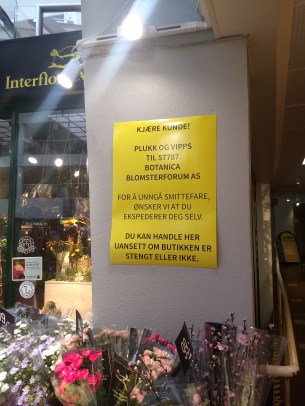 Interflora
KJÆRE KUNDE!
PLUKK OG VIPPS
TIL 57787
BOTANICA
BLOMSTERFORUM AS
FOR Å UNNGÅ SMITTEFARE,
ØNSKER VI AT DU
EKSPEDERER DEG SELV.
DU KAN HANDLE HER
UANSETT OM BUTIKKEN ER
STENGT ELLER IKKE.